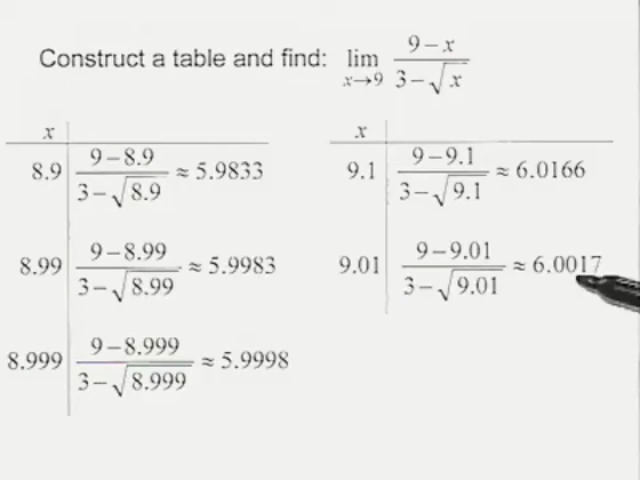 Construct a table and find: lim x→9 (9−x)/(3−√x)
x
8.9 (9−8.9)/(3−√8.9) ≈ 5.9833
8.99 (9−8.99)/(3−√8.99) ≈ 5.9983
8.999 (9−8.999)/(3−√8.999) ≈ 5.9998
x
9.1 (9−9.1)/(3−√9.1) ≈ 6.0166
9.01 (9−9.01)/(3−√9.01) ≈ 6.0017